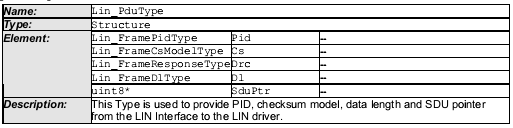 Name: Lin_PduType
Type: Structure
Element: Lin_FramePidType Pid --
Lin_FrameCsModelType Cs --
Lin_FrameResponseType Drc --
Lin_FrameDlType Dl --
uint8* SduPtr --
Description: This Type is used to provide PID, checksum model, data length and SDU pointer
from the LIN Interface to the LIN driver.